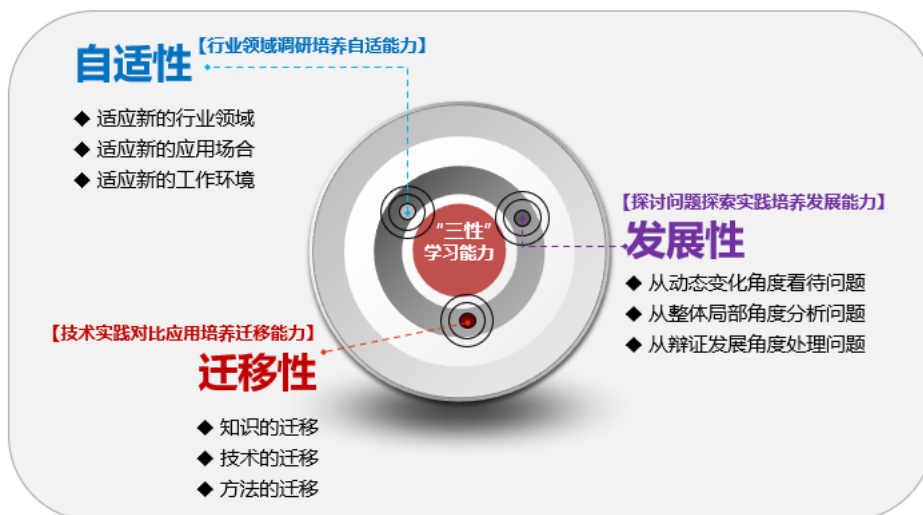 【行业领域调研培养自适能力】
自适性
◆ 适应新的行业领域
◆ 适应新的应用场合
◆ 适应新的工作环境
“三性”
学习能力
【探讨问题探索实践培养发展能力】
发展性
◆ 从动态变化角度看待问题
◆ 从整体局部角度分析问题
◆ 从辩证发展角度处理问题
【技术实践对比应用培养迁移能力】
迁移性
◆ 知识的迁移
◆ 技术的迁移
◆ 方法的迁移